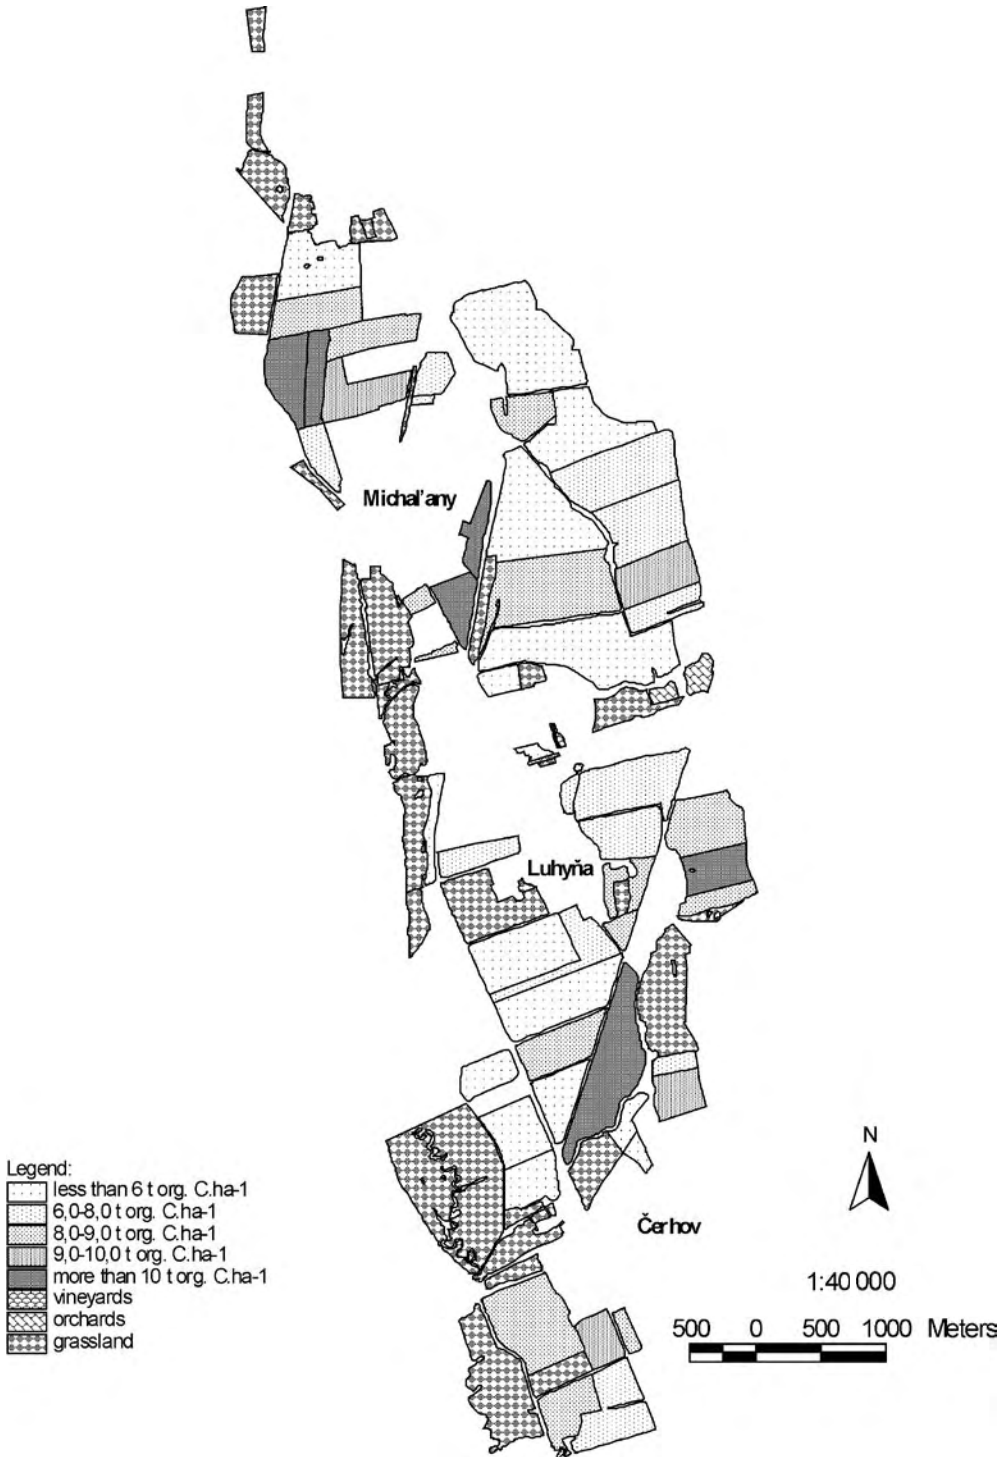 Michal'any
Luhyňa
Čerhov
N
1:40 000
500 0 500 1000 Meters
Legend:
less than 6 t org. C.ha-1
6,0-8,0 t org. C.ha-1
8,0-9,0 t org. C.ha-1
9,0-10,0 t org. C.ha-1
more than 10 t org. C.ha-1
vineyards
orchards
grassland